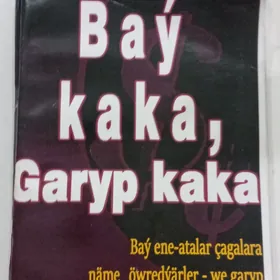 Baý
kaka,
Garyp kaka
Baý ene-atalar çagalara
näme öwredýärler - we garyp